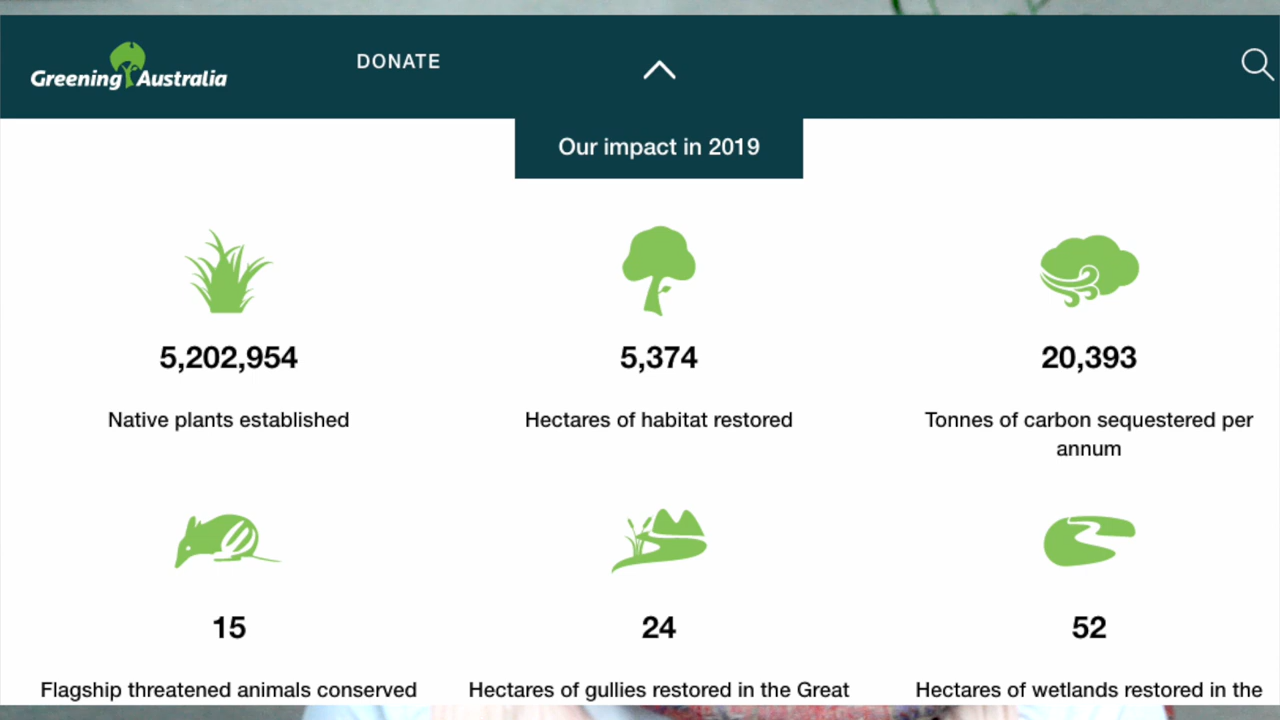 Greening Australia
DONATE
Our impact in 2019
5,202,954
5,374
20,393
Native plants established
Hectares of habitat restored
Tonnes of carbon sequestered per
annum
15
24
52
Flagship threatened animals conserved
Hectares of gullies restored in the Great
Hectares of wetlands restored in the